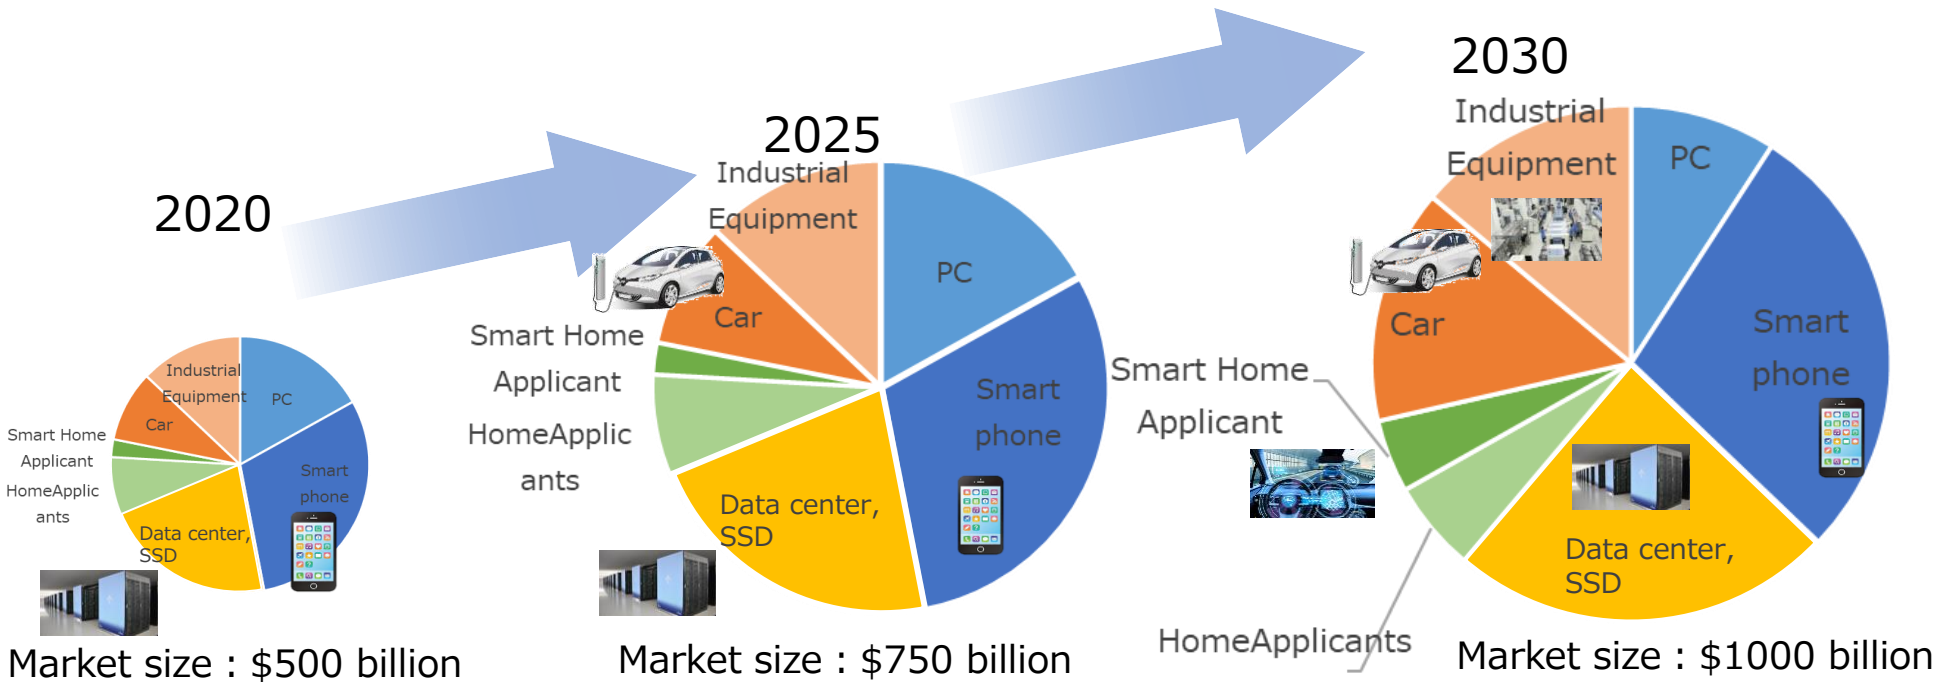 2020
Industrial
Equipment
PC
Car
Smart Home
Applicant
HomeApplic
ants
Smart
phone
Data center,
SSD
Market size : $500 billion
2025
Industrial
Equipment
PC
Car
Smart Home
Applicant
HomeApplic
ants
Smart
phone
Data center,
SSD
Market size : $750 billion
2030
Industrial
Equipment
PC
Car
Smart
phone
Smart Home
Applicant
Data center,
SSD
HomeApplicants
Market size : $1000 billion